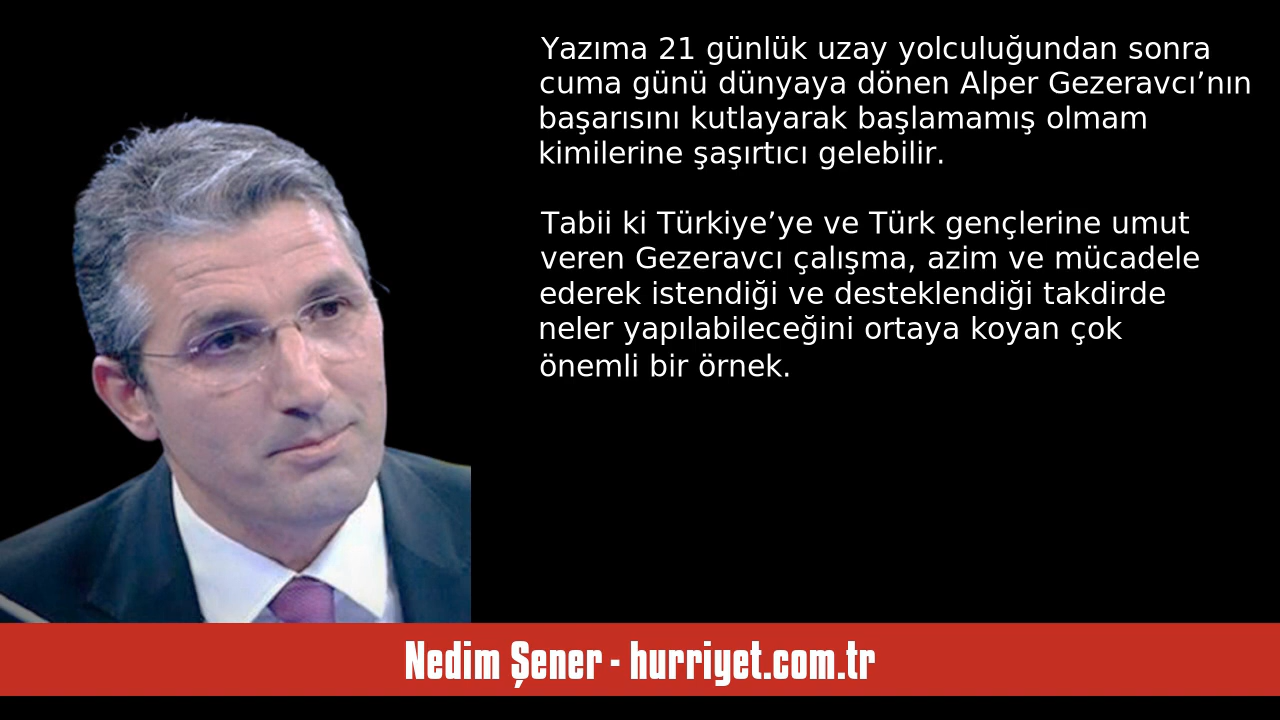 Yazıma 21 günlük uzay yolculuğundan sonra
cuma günü dünyaya dönen Alper Gezeravcı’nın
başarısını kutlayarak başlamamış olmam
kimilerine şaşırtıcı gelebilir.
Tabii ki Türkiye’ye ve Türk gençlerine umut
veren Gezeravcı çalışma, azim ve mücadele
ederek istendiği ve desteklendiği takdirde
neler yapılabileceğini ortaya koyan çok
önemli bir örnek.
Nedim Şener - hurriyet.com.tr